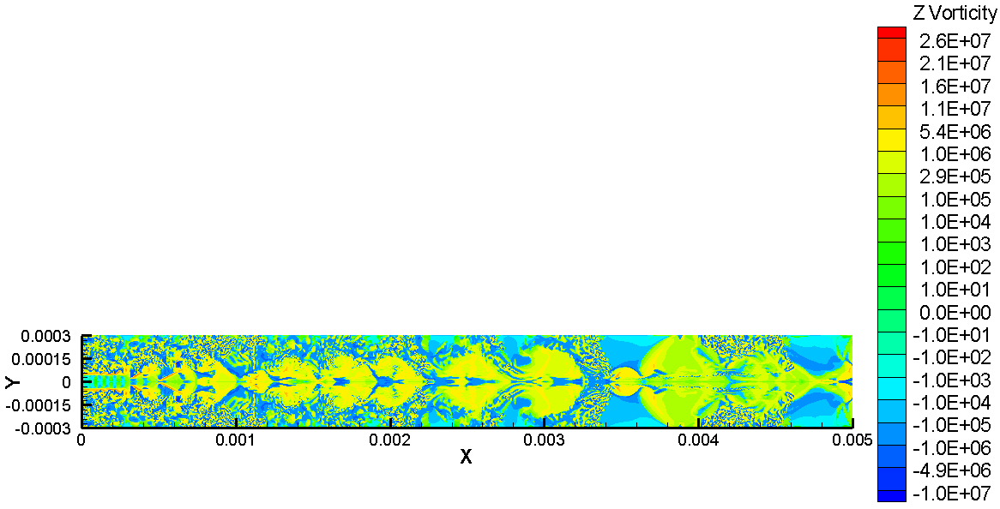 Z Vorticity
2.6E+07
2.1E+07
1.6E+07
1.1E+07
5.4E+06
1.0E+06
2.9E+05
1.0E+05
1.0E+04
1.0E+03
1.0E+02
1.0E+01
0.0E+00
-1.0E+01
-1.0E+02
-1.0E+03
-1.0E+04
-1.0E+05
-1.0E+06
-4.9E+06
-1.0E+07
Y
0.0003
0.00015
0
-0.00015
-0.0003
0 0.001 0.002 0.003 0.004 0.005
X